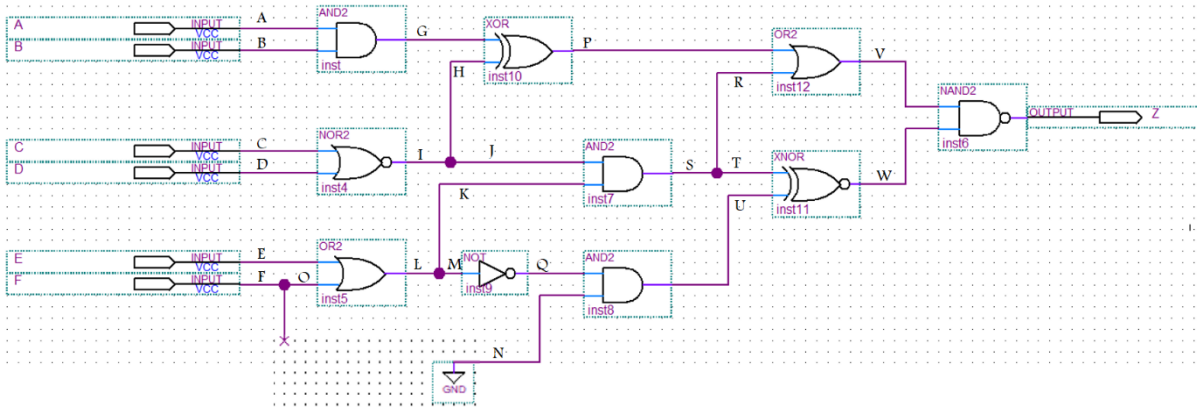 A INPUT VCC A AND2 inst G XOR inst10 P OR2 inst12 V
B INPUT VCC B H R NAND2 inst6 OUTPUT Z
C INPUT VCC C NOR2 inst4 I J AND2 inst7 S T XNOR inst11 W
D INPUT VCC D K U
E INPUT VCC E OR2 inst5 L M NOT inst9 Q AND2 inst8
F INPUT VCC F O
N
GND